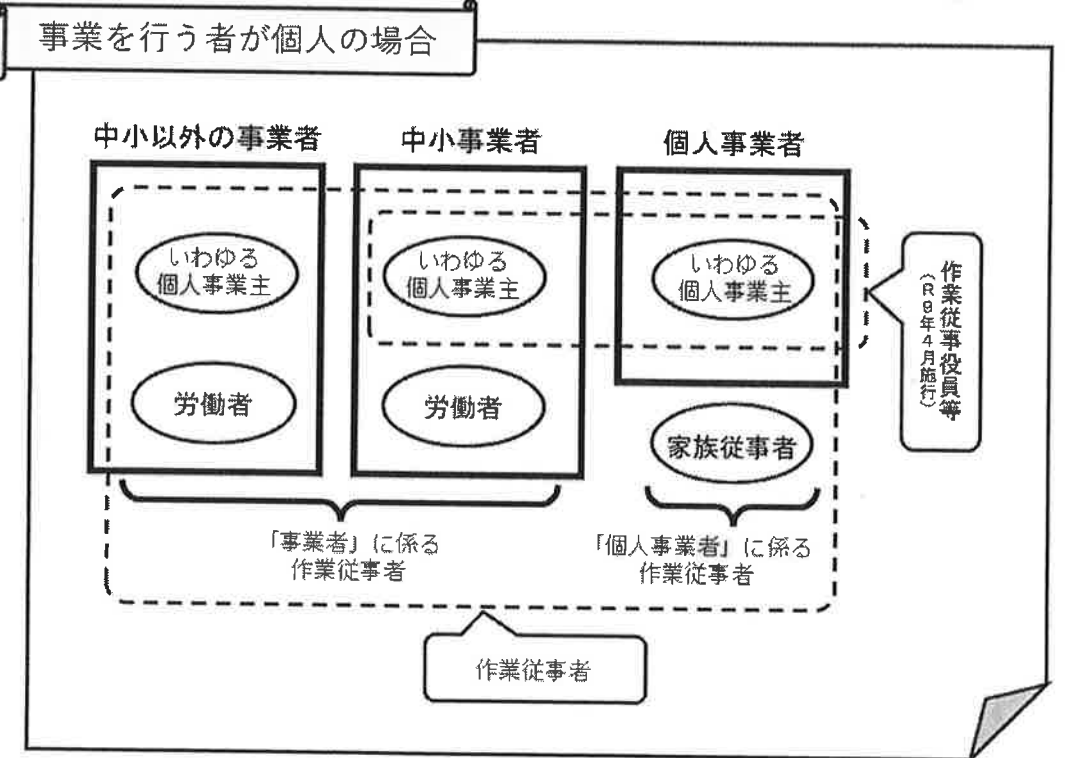 事業を行う者が個人の場合
中小以外の事業者
中小事業者
個人事業者
いわゆる
個人事業主
いわゆる
個人事業主
いわゆる
個人事業主
労働者
労働者
家族従事者
作業従事役員等
（R9年4月施行）
「事業者」に係る
作業従事者
「個人事業者」に係る
作業従事者
作業従事者